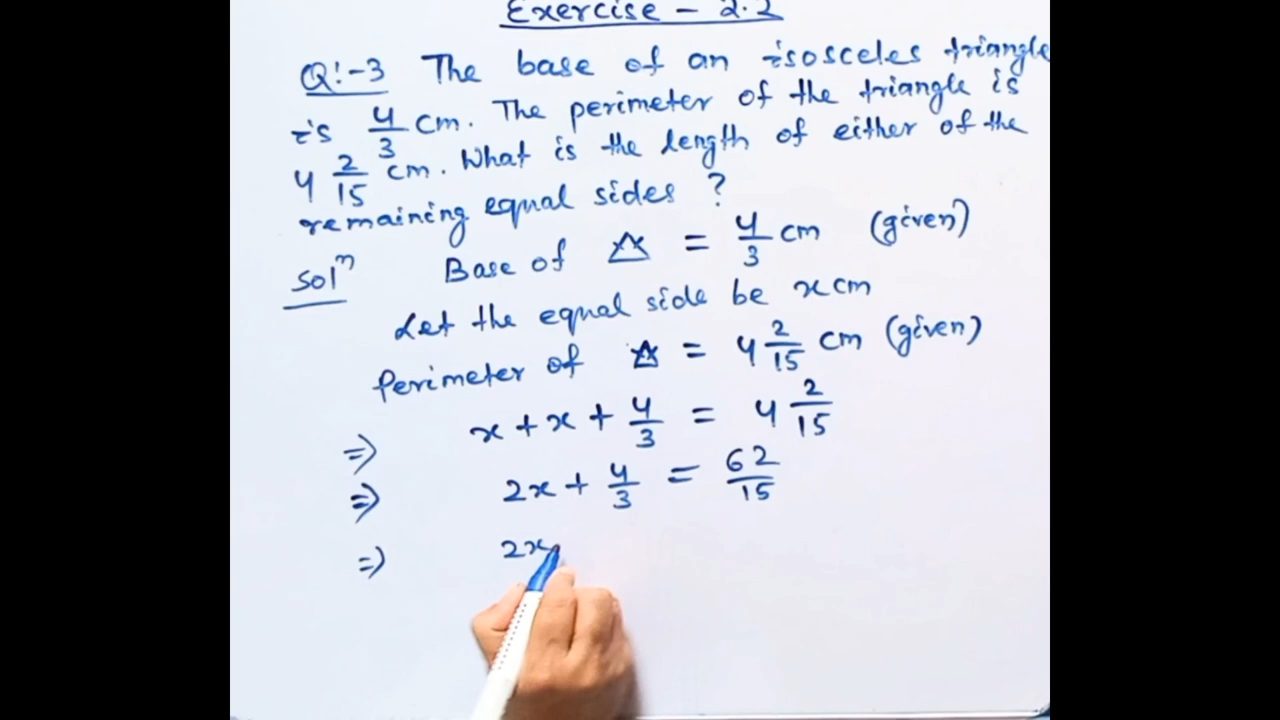 Exercise - 2.2
Q:-3 The base of an isosceles triangle
is 4/3 cm. The perimeter of the triangle is
4 2/15 cm. What is the length of either of the
remaining equal sides ?
Solⁿ Base of △ = 4/3 cm (given)
Let the equal side be x cm
Perimeter of △ = 4 2/15 cm (given)
⇒ x + x + 4/3 = 4 2/15
⇒ 2x + 4/3 = 62/15
⇒ 2x